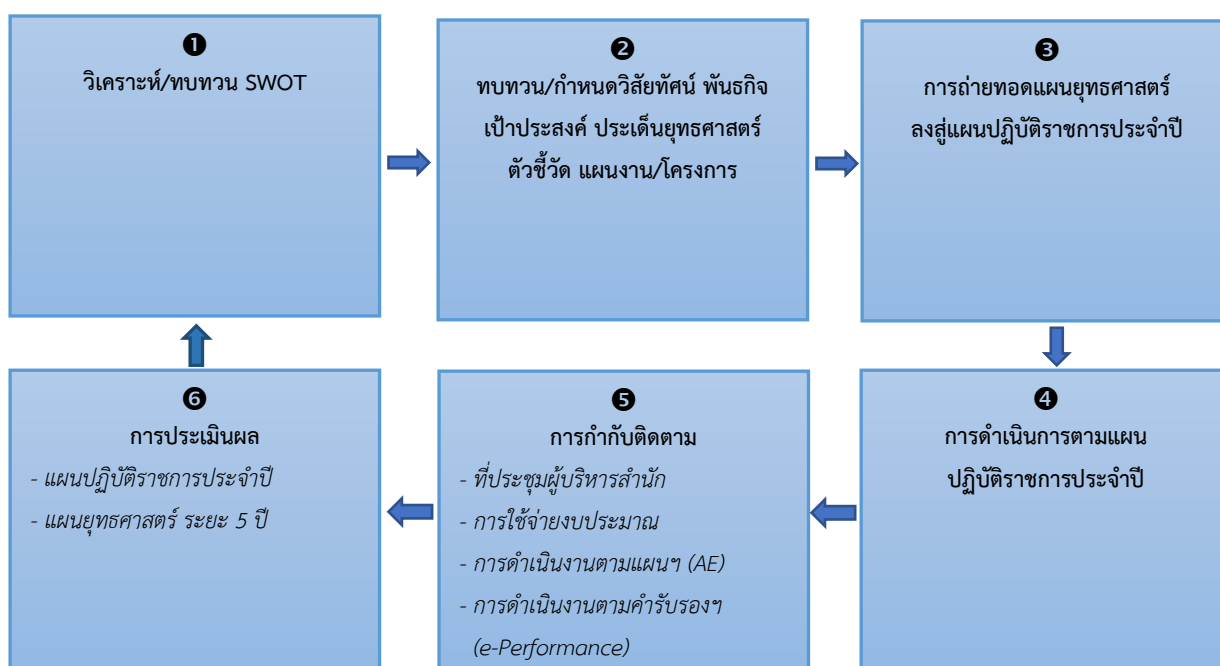 ❶
วิเคราะห์/ทบทวน SWOT
❷
ทบทวน/กำหนดวิสัยทัศน์ พันธกิจ
เป้าประสงค์ ประเด็นยุทธศาสตร์
ตัวชี้วัด แผนงาน/โครงการ
❸
การถ่ายทอดแผนยุทธศาสตร์
ลงสู่แผนปฏิบัติราชการประจำปี
❹
การดำเนินการตามแผน
ปฏิบัติราชการประจำปี
❺
การกำกับติดตาม
- ที่ประชุมผู้บริหารสำนัก
- การใช้จ่ายงบประมาณ
- การดำเนินงานตามแผนฯ (AE)
- การดำเนินงานตามคำรับรองฯ
(e-Performance)
❻
การประเมินผล
- แผนปฏิบัติราชการประจำปี
- แผนยุทธศาสตร์ ระยะ 5 ปี